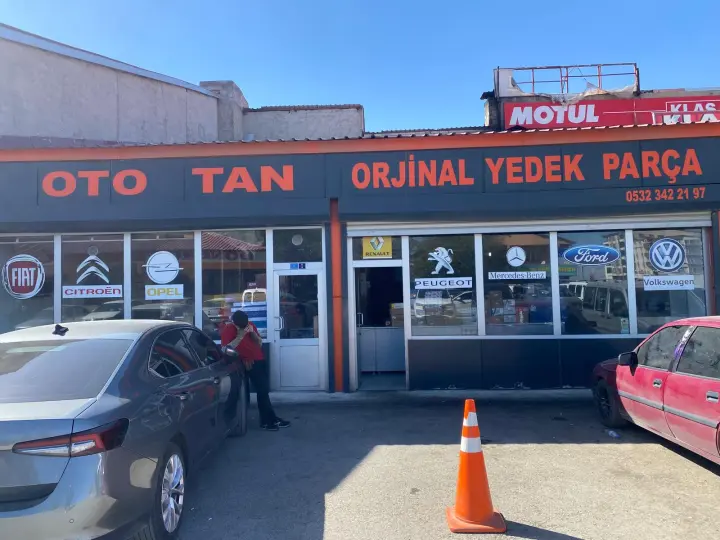 MOTUL KLAS
OTO TAN ORJİNAL YEDEK PARÇA
0532 342 21 97
FIAT
CITROËN
OPEL
RENAULT
PEUGEOT
Mercedes-Benz
Ford
Volkswagen